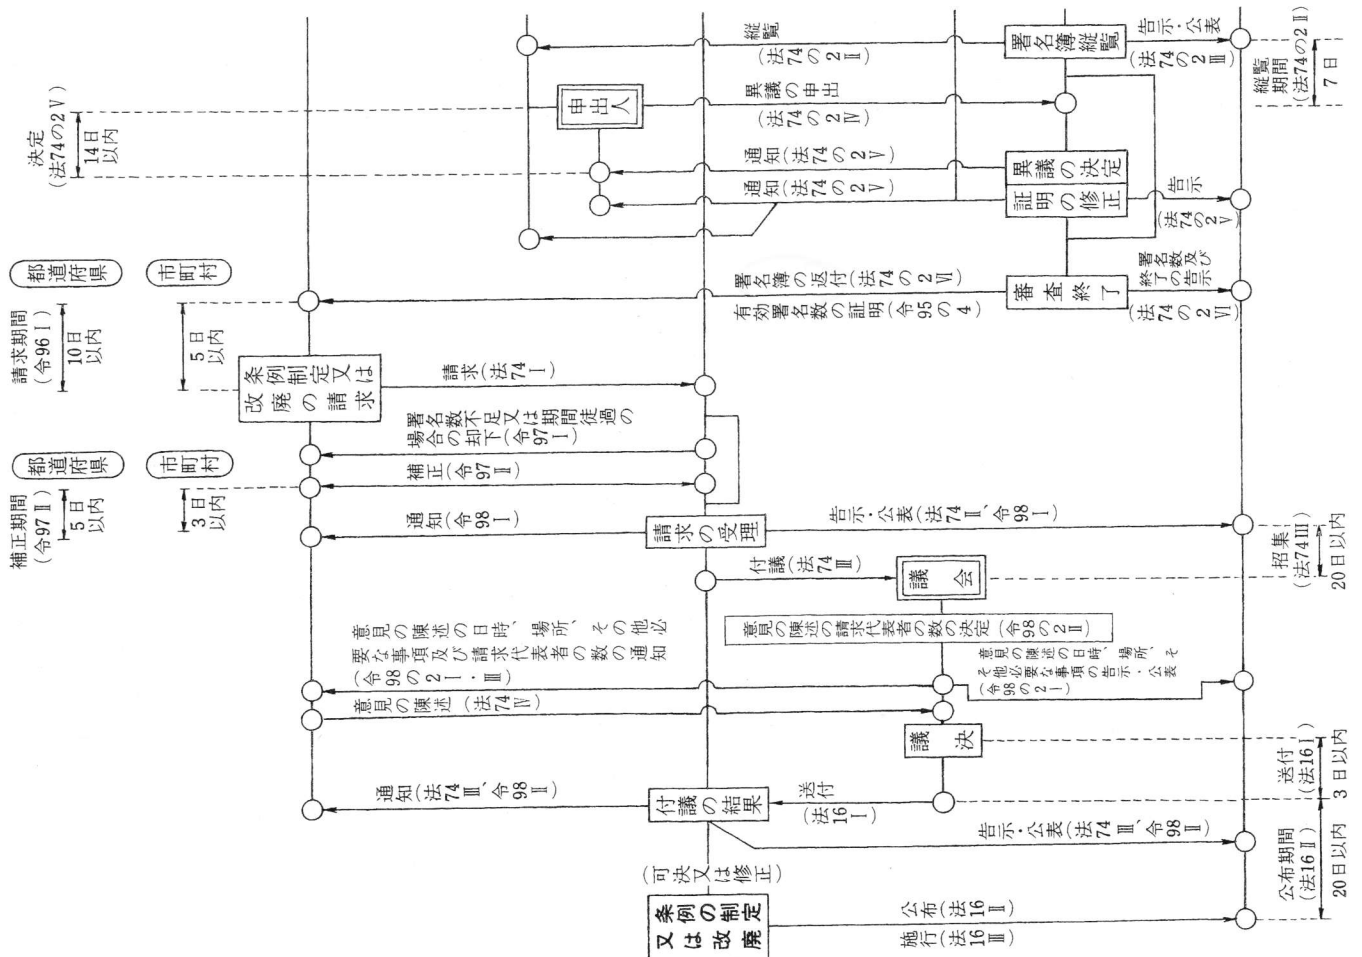 縦覧
(法74の2Ⅱ)
署名簿縦覧
告示・公表
(法74の2Ⅲ)
縦覧
期間
(法74の2Ⅱ)
7日
決定
(法74の2Ⅴ)
14日
以内
申出人
異議の申出
(法74の2Ⅳ)
通知(法74の2Ⅴ)
異議の決定
通知(法74の2Ⅴ)
証明の修正
告示
(法74の2Ⅴ)
都道府県
市町村
請求期間
(令96Ⅰ)
10日
以内
5日
以内
署名簿の返付(法74の2Ⅵ)
有効署名数の証明(令95の4)
審査終了
署名数及び
終了の告示
(法74の2Ⅵ)
条例制定又は
改廃の請求
請求(法74Ⅰ)
署名数不足又は期間徒過の
場合の却下(令97Ⅰ)
都道府県
市町村
補正期間
(令97Ⅱ)
5日
以内
3日
以内
補正(令97Ⅱ)
通知(令98Ⅰ)
請求の受理
告示・公表(法74Ⅱ、令98Ⅰ)
招集
(法74Ⅲ)
20日以内
付議(法74Ⅲ)
議会
意見の陳述の請求代表者の数の決定(令98の2Ⅱ)
意見の陳述の日時、場所、その他必
要な事項及び請求代表者の数の通知
(令98の2Ⅰ・Ⅲ)
意見の陳述の日時、場所、そ
その他必要な事項の告示・公表
(令98の2Ⅰ)
意見の陳述(法74Ⅳ)
議決
送付
(法16Ⅰ)
3日以内
通知(法74Ⅲ、令98Ⅱ)
付議の結果
送付
(法16Ⅰ)
告示・公表(法74Ⅲ、令98Ⅱ)
公布期間
(法16Ⅱ)
20日以内
(可決又は修正)
条例の制定
又は改廃
公布(法16Ⅱ)
施行(法16Ⅲ)